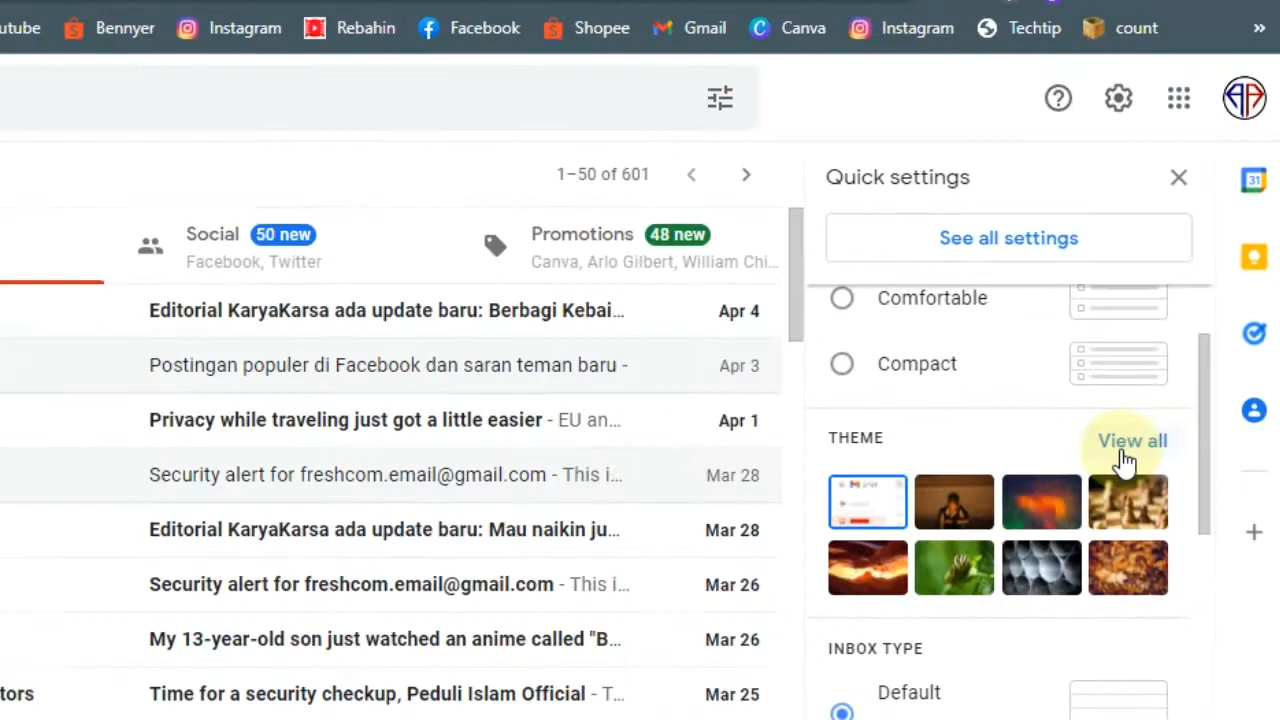 utube Bennyer Instagram Rebahin Facebook Shopee Gmail Canva Instagram Techtip count »
1–50 of 601
Quick settings
See all settings
Social 50 new
Facebook, Twitter
Promotions 48 new
Canva, Arlo Gilbert, William Chi…
Editorial KaryaKarsa ada update baru: Berbagi Kebai… Apr 4
Postingan populer di Facebook dan saran teman baru - Apr 3
Privacy while traveling just got a little easier - EU an… Apr 1
Security alert for freshcom.email@gmail.com - This i… Mar 28
Editorial KaryaKarsa ada update baru: Mau naikin ju… Mar 28
Security alert for freshcom.email@gmail.com - This i… Mar 26
My 13-year-old son just watched an anime called "B… Mar 26
tors Time for a security checkup, Peduli Islam Official - T… Mar 25
Comfortable
Compact
THEME View all
INBOX TYPE
Default
31